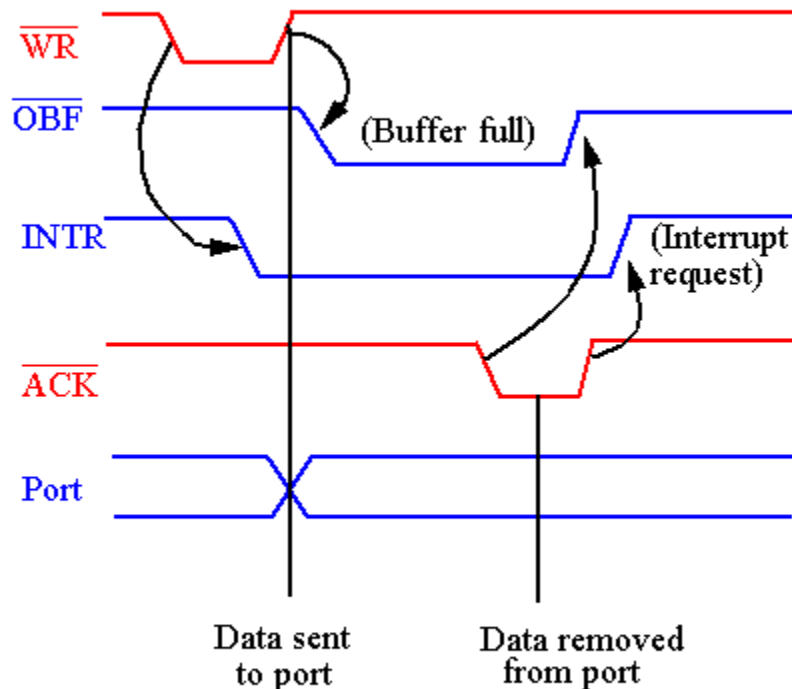 WR
OBF
(Buffer full)
INTR
(Interrupt
request)
ACK
Port
Data sent
to port
Data removed
from port